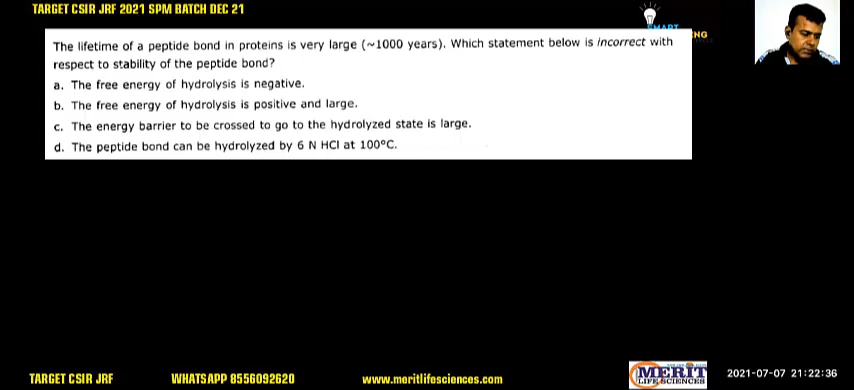 TARGET CSIR JRF 2021 SPM BATCH DEC 21
SMART
NG
The lifetime of a peptide bond in proteins is very large (~1000 years). Which statement below is incorrect with
respect to stability of the peptide bond?
a. The free energy of hydrolysis is negative.
b. The free energy of hydrolysis is positive and large.
c. The energy barrier to be crossed to go to the hydrolyzed state is large.
d. The peptide bond can be hydrolyzed by 6 N HCl at 100°C.
TARGET CSIR JRF WHATSAPP 8556092620 www.meritlifesciences.com
MERIT
LIFE SCIENCES
2021-07-07 21:22:36